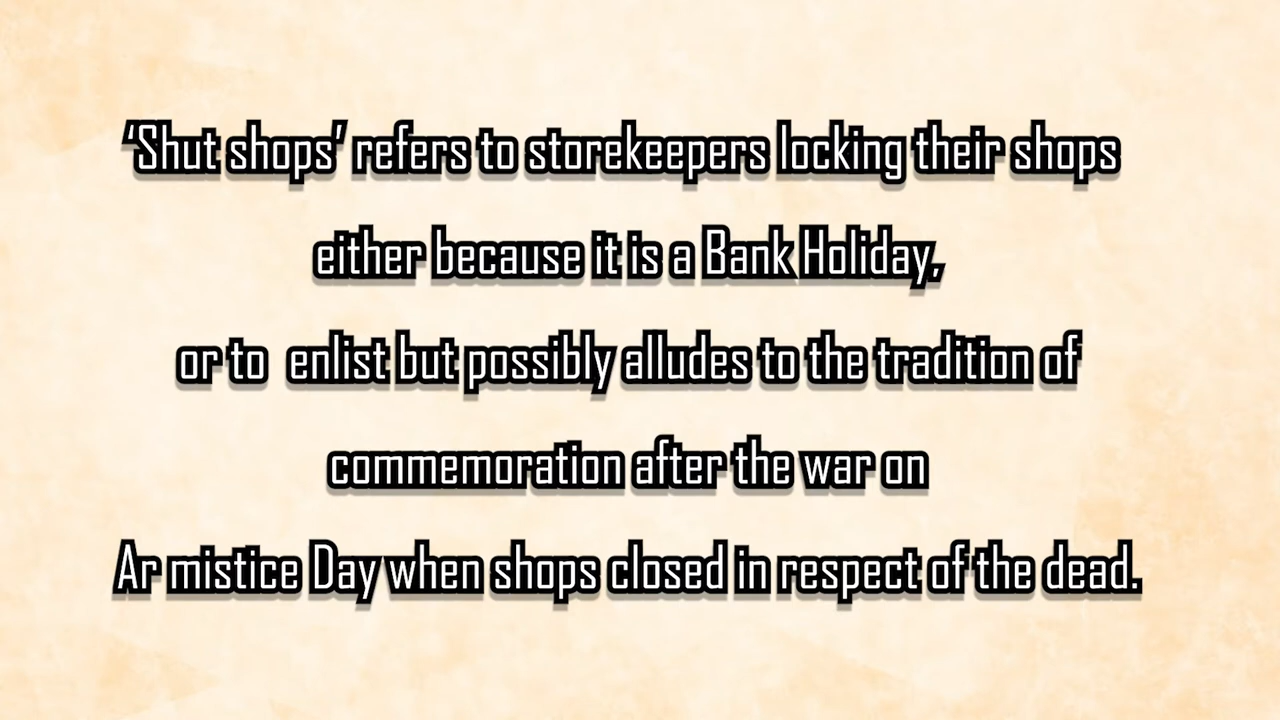 ‘Shut shops’ refers to storekeepers locking their shops
either because it is a Bank Holiday,
or to  enlist but possibly alludes to the tradition of
commemoration after the war on
Ar mistice Day when shops closed in respect of the dead.